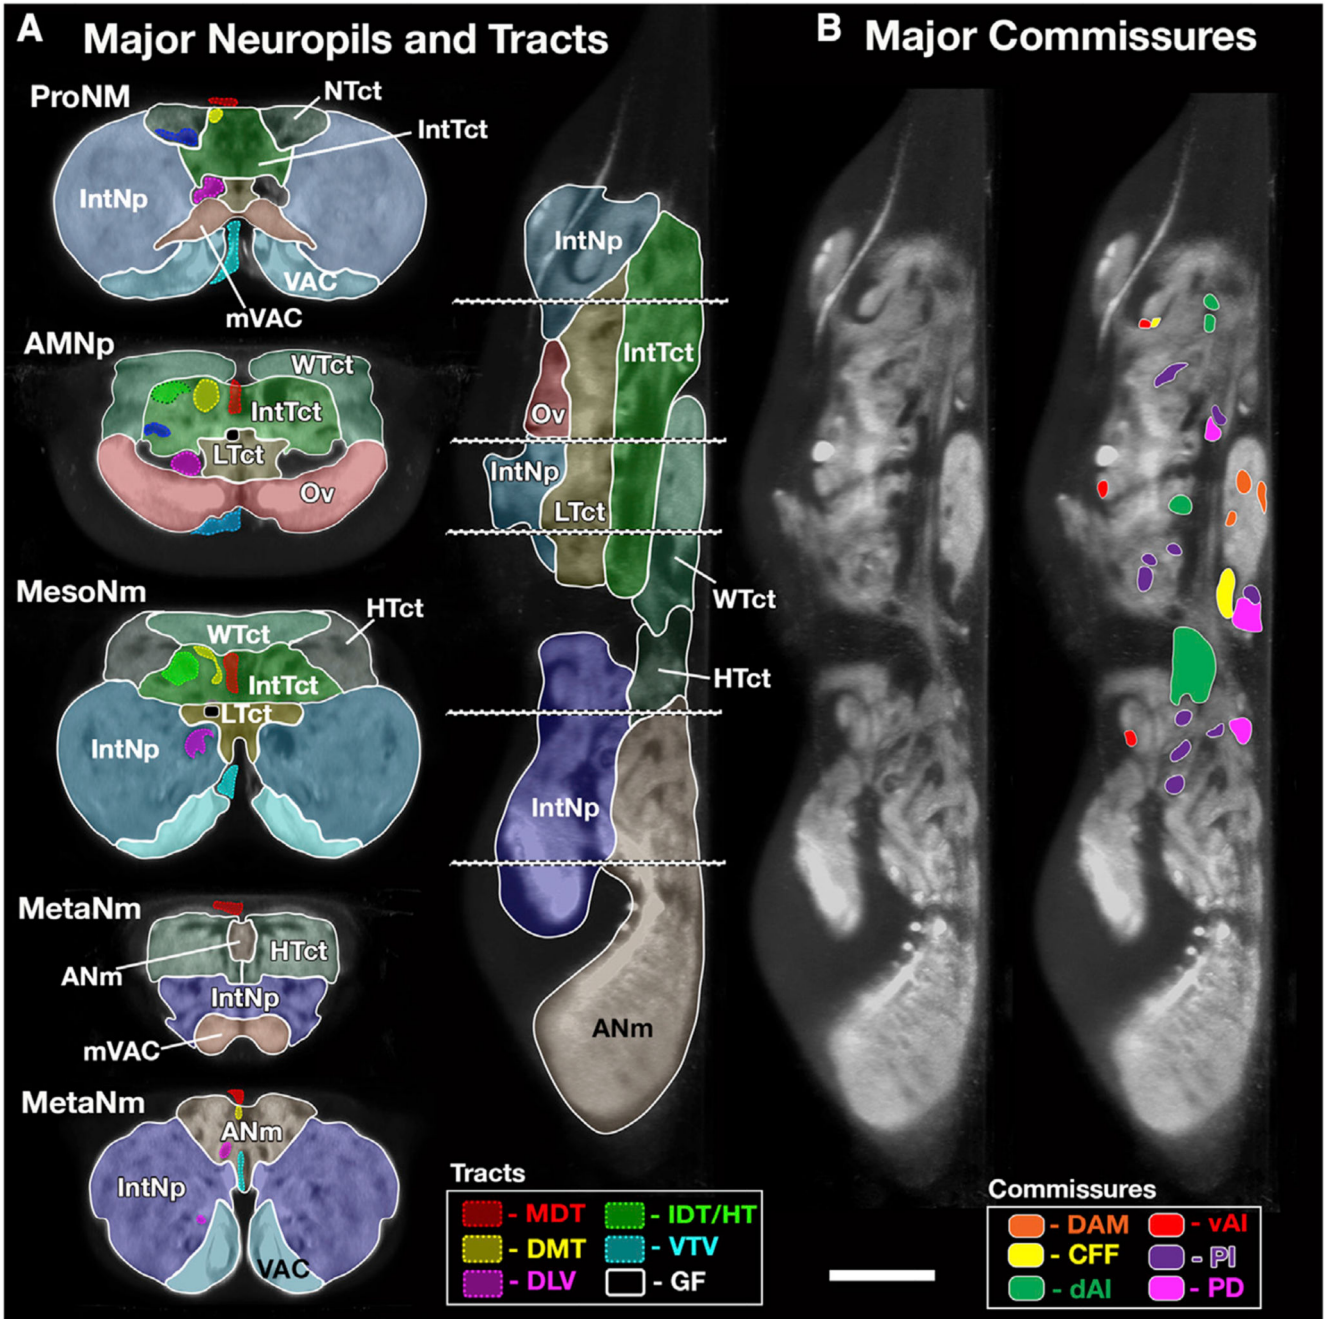 A Major Neuropils and Tracts
B Major Commissures
ProNM
NTct
IntTct
IntNp
VAC
mVAC
AMNp
WTct
IntTct
LTct
Ov
MesoNm
HTct
WTct
IntTct
LTct
IntNp
MetaNm
ANm
HTct
IntNp
mVAC
MetaNm
ANm
IntNp
VAC
IntNp
IntTct
Ov
IntNp
LTct
WTct
HTct
IntNp
ANm
Tracts
- MDT
- IDT/HT
- DMT
- VTV
- DLV
- GF
Commissures
- DAM
- vAI
- CFF
- PI
- dAI
- PD